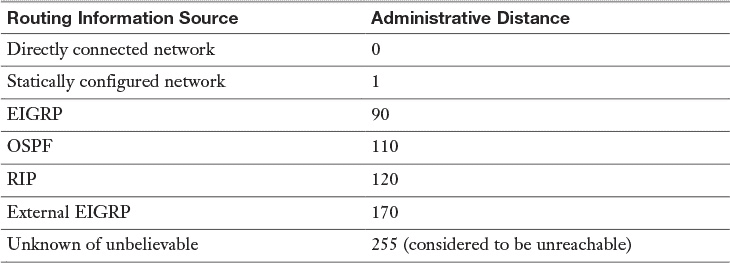 Routing Information Source Administrative Distance
Directly connected network 0
Statically configured network 1
EIGRP 90
OSPF 110
RIP 120
External EIGRP 170
Unknown of unbelievable 255 (considered to be unreachable)